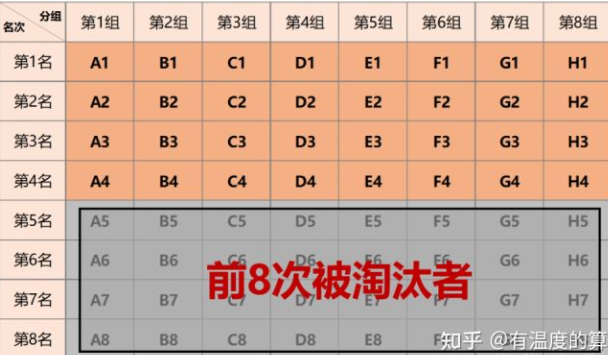 分组 第1组 第2组 第3组 第4组 第5组 第6组 第7组 第8组
名次
第1名 A1 B1 C1 D1 E1 F1 G1 H1
第2名 A2 B2 C2 D2 E2 F2 G2 H2
第3名 A3 B3 C3 D3 E3 F3 G3 H3
第4名 A4 B4 C4 D4 E4 F4 G4 H4
第5名 A5 B5 C5 D5 E5 F5 G5 H5
第6名 A6 B6 C6 D6 E6 F6 G6 H6
前8次被淘汰者
第7名 A7 B7 C7 D7 E7 F7 G7 H7
第8名 A8 B8 C8 D8 E8
知乎 @有温度的算